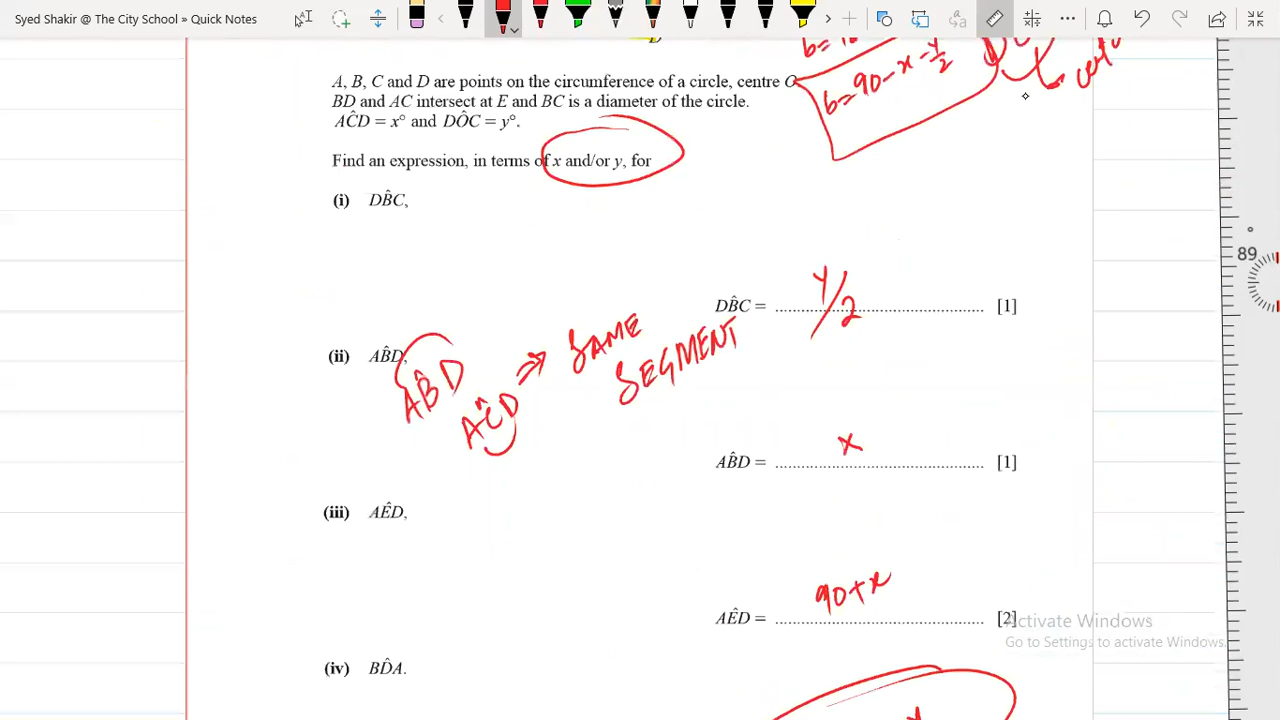 Syed Shakir @ The City School » Quick Notes
b = 90 - x - y/2
A, B, C and D are points on the circumference of a circle, centre O
BD and AC intersect at E and BC is a diameter of the circle.
AĈD = x° and DÔC = y°.
Find an expression, in terms of x and/or y, for
(i) DB̂C,
DB̂C = y/2 [1]
(ii) AB̂D,
AB̂D
AĈD ⇒ SAME SEGMENT
AB̂D = x [1]
(iii) AÊD,
AÊD = 90+x [2]
(iv) BD̂A.
89
Activate Windows
Go to Settings to activate Windows.